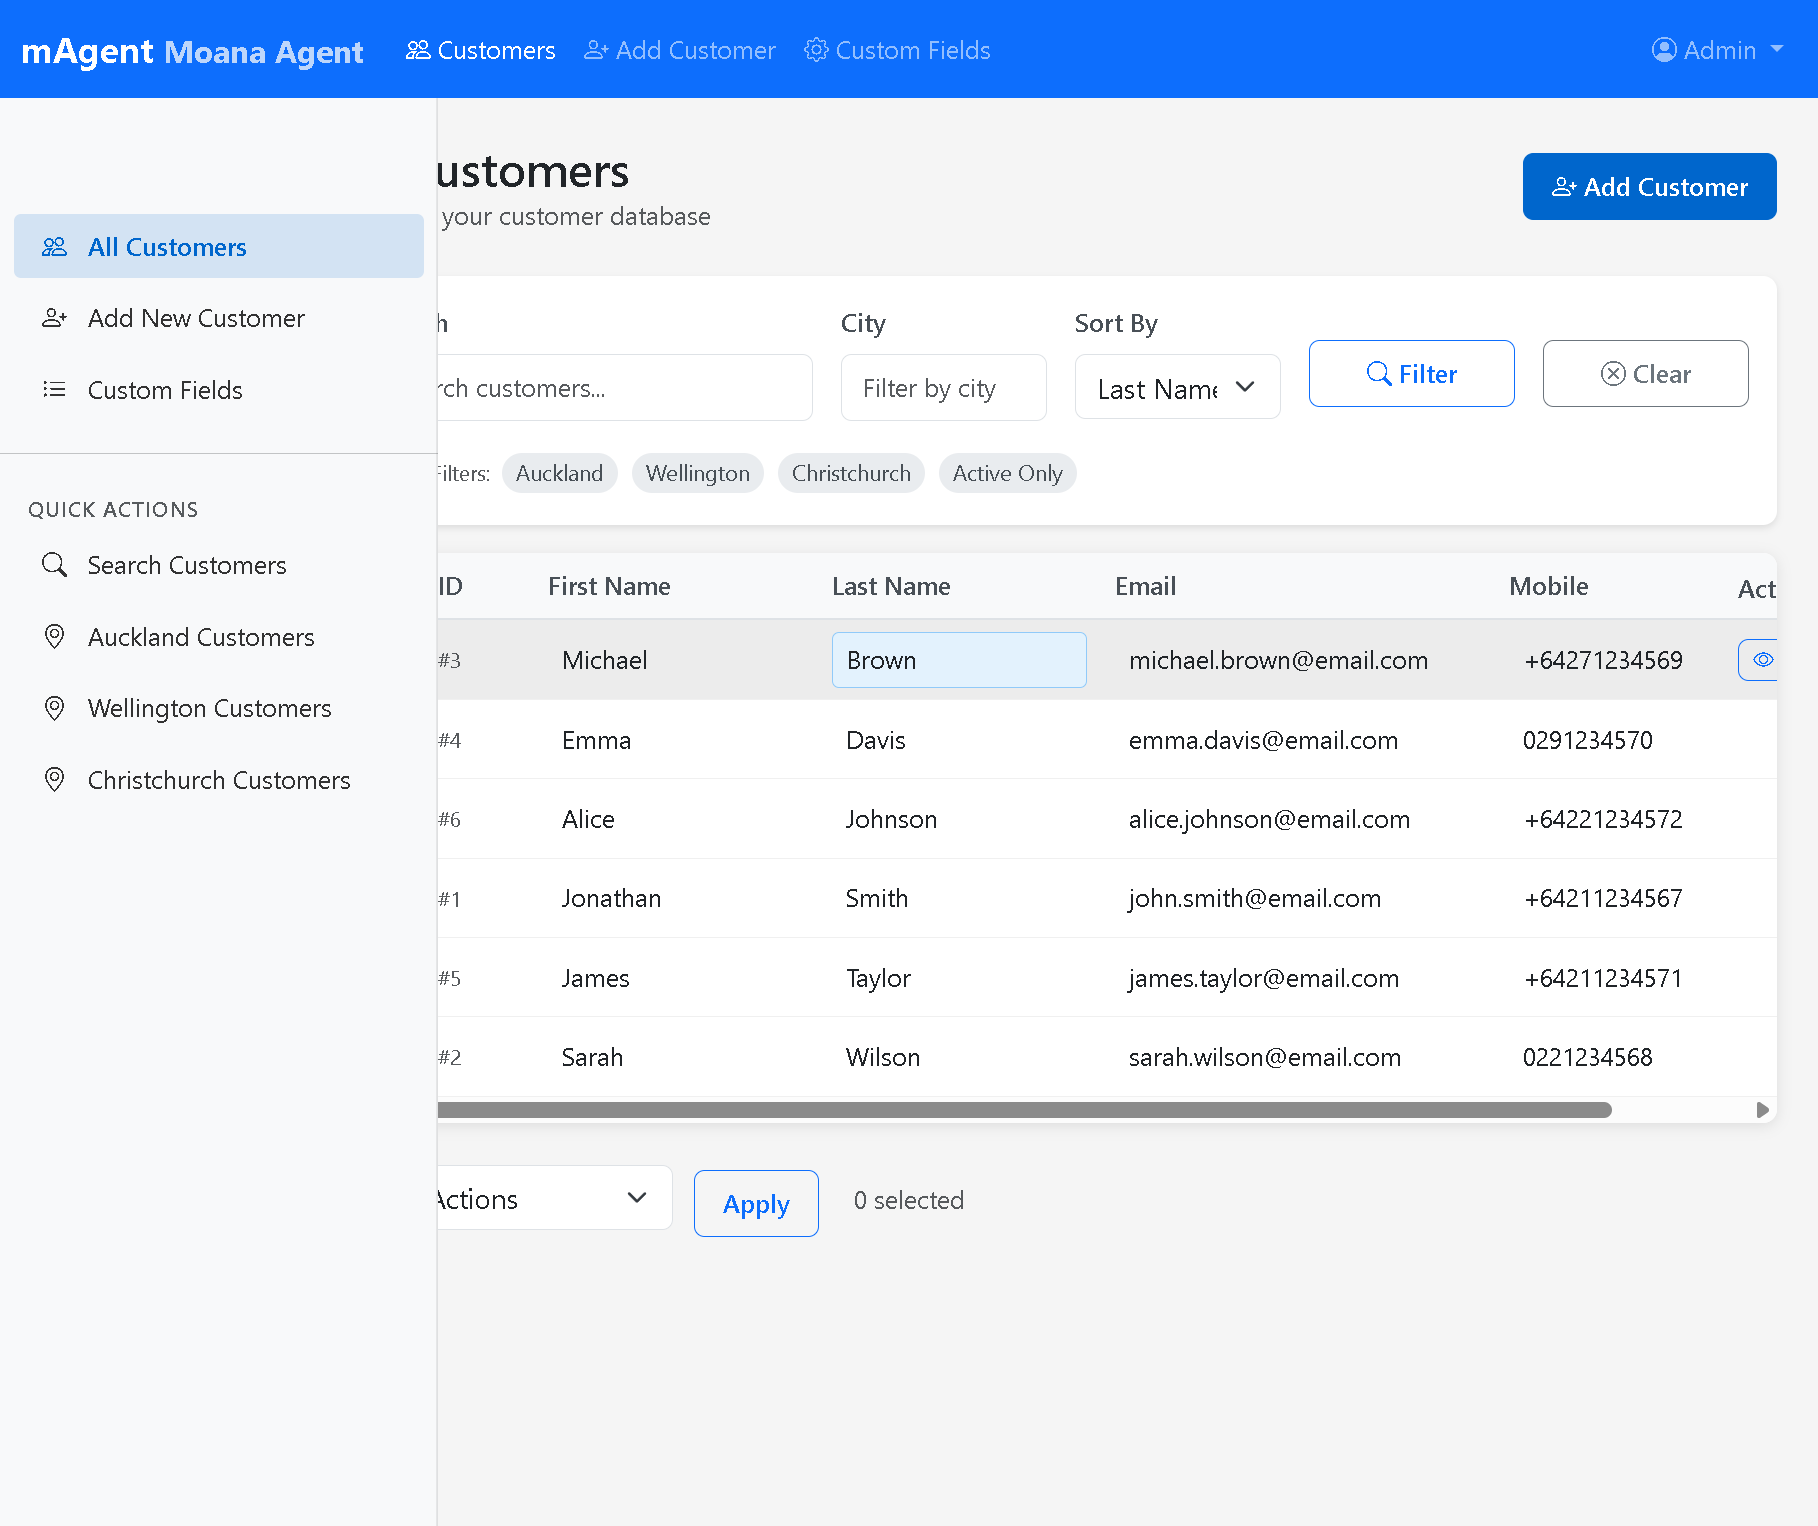 mAgent Moana Agent Customers Add Customer Custom Fields Admin
All Customers
Add New Customer
Custom Fields
QUICK ACTIONS
Search Customers
Auckland Customers
Wellington Customers
Christchurch Customers
ustomers
your customer database
Add Customer
h City Sort By
rch customers... Filter by city Last Name Filter Clear
ilters: Auckland Wellington Christchurch Active Only
ID First Name Last Name Email Mobile Act
#3 Michael Brown michael.brown@email.com +64271234569
#4 Emma Davis emma.davis@email.com 0291234570
#6 Alice Johnson alice.johnson@email.com +64221234572
#1 Jonathan Smith john.smith@email.com +64211234567
#5 James Taylor james.taylor@email.com +64211234571
#2 Sarah Wilson sarah.wilson@email.com 0221234568
Actions Apply 0 selected